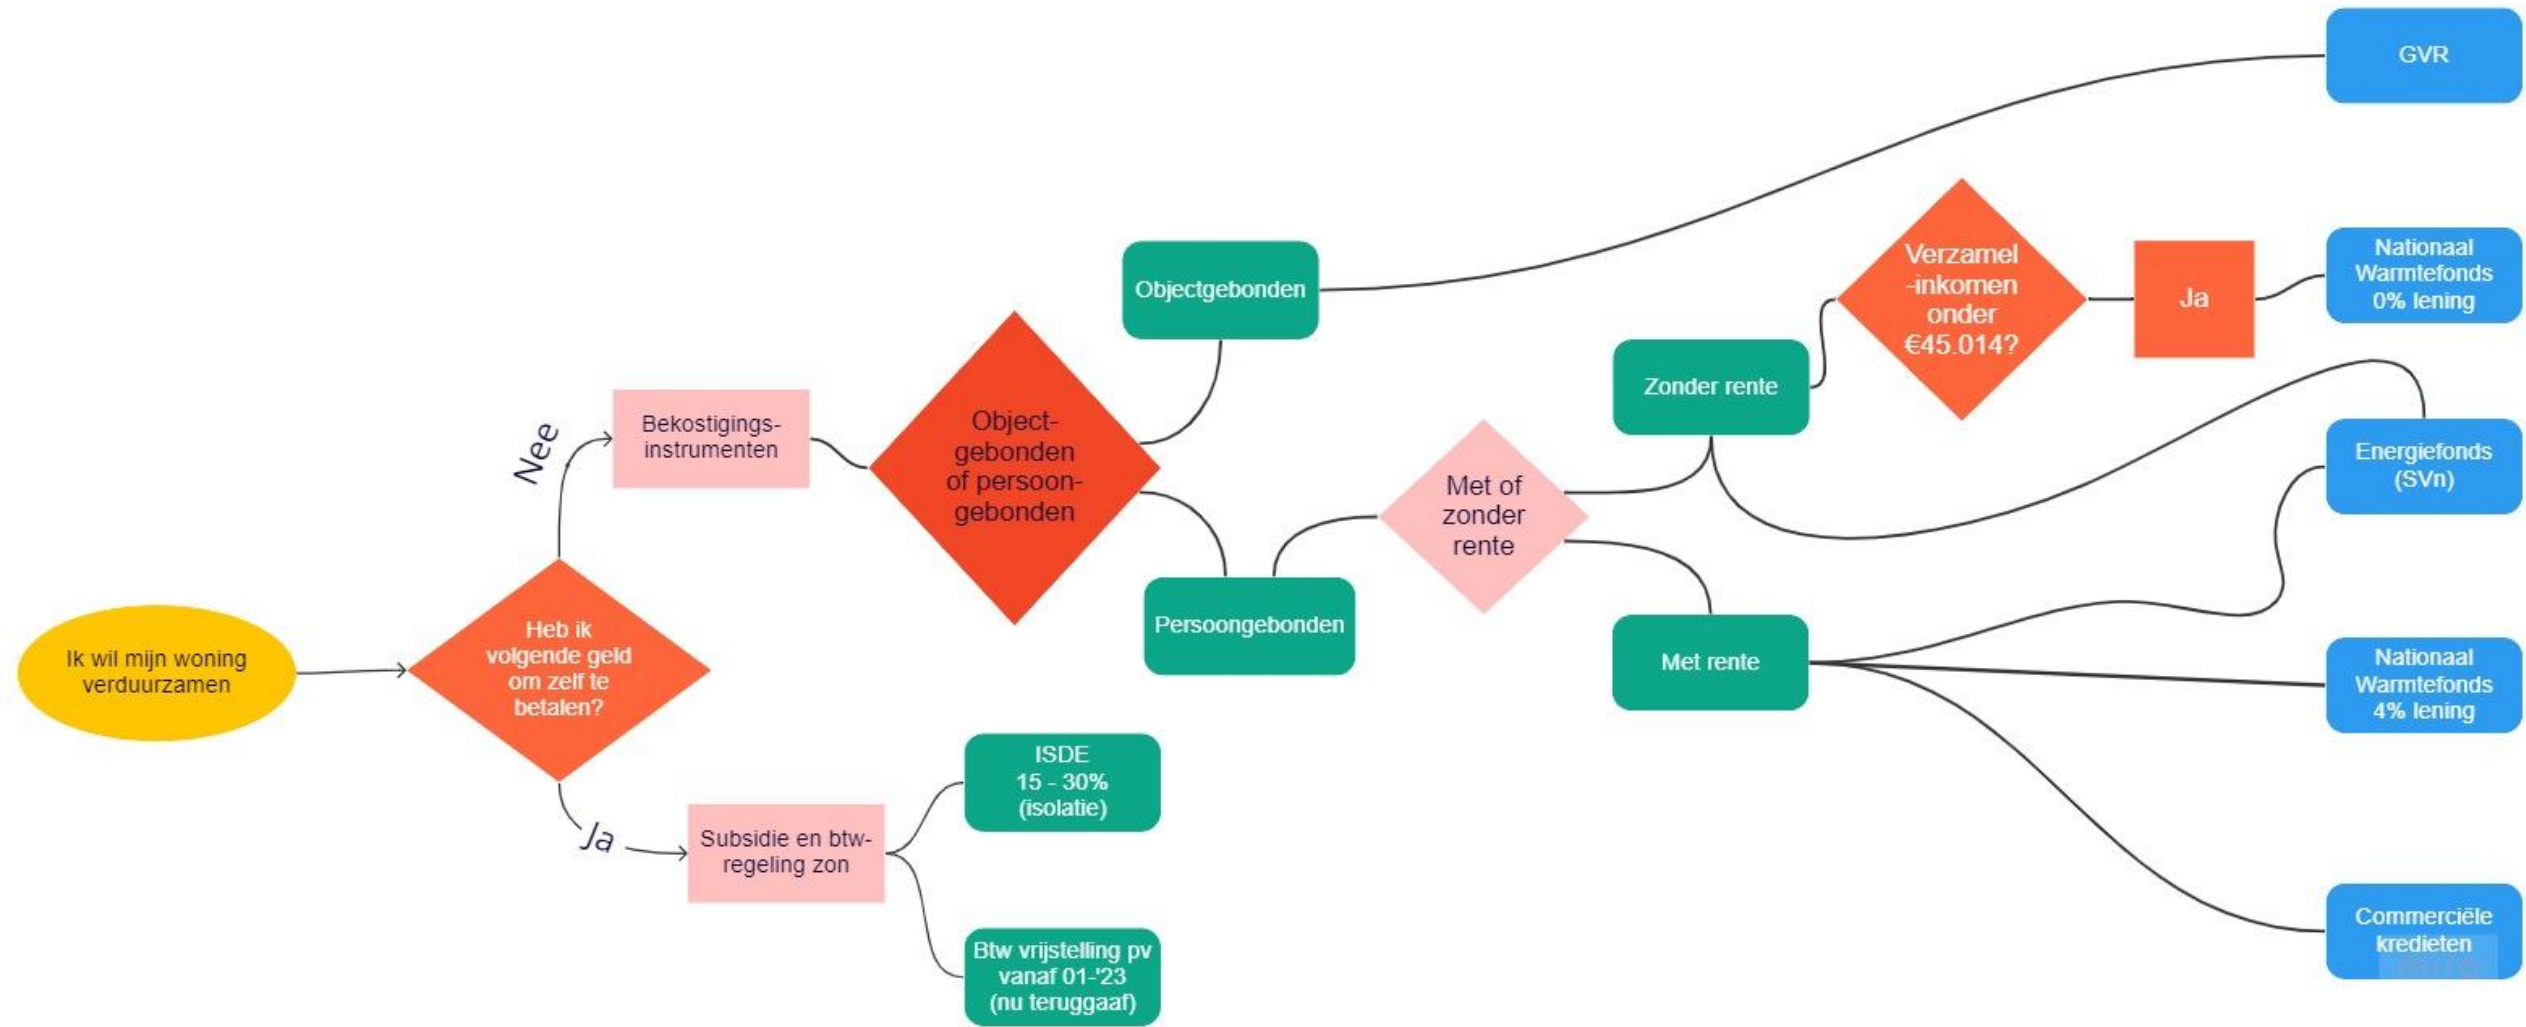 Ik wil mijn woning
verduurzamen
Heb ik
volgende geld
om zelf te
betalen?
Nee
Bekostigings-
instrumenten
Ja
Subsidie en btw-
regeling zon
ISDE
15 - 30%
(isolatie)
Btw vrijstelling pv
vanaf 01-'23
(nu teruggaaf)
Object-
gebonden
of persoon-
gebonden
Objectgebonden
Persoongebonden
Met of
zonder
rente
Zonder rente
Met rente
Verzamel
-inkomen
onder
€45.014?
Ja
GVR
Nationaal
Warmtefonds
0% lening
Energiefonds
(SVn)
Nationaal
Warmtefonds
4% lening
Commerciële
kredieten